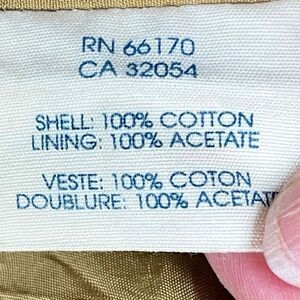 RN 66170
CA 32054
SHELL: 100% COTTON
LINING: 100% ACETATE
VESTE: 100% COTON
DOUBLURE: 100% ACETAT